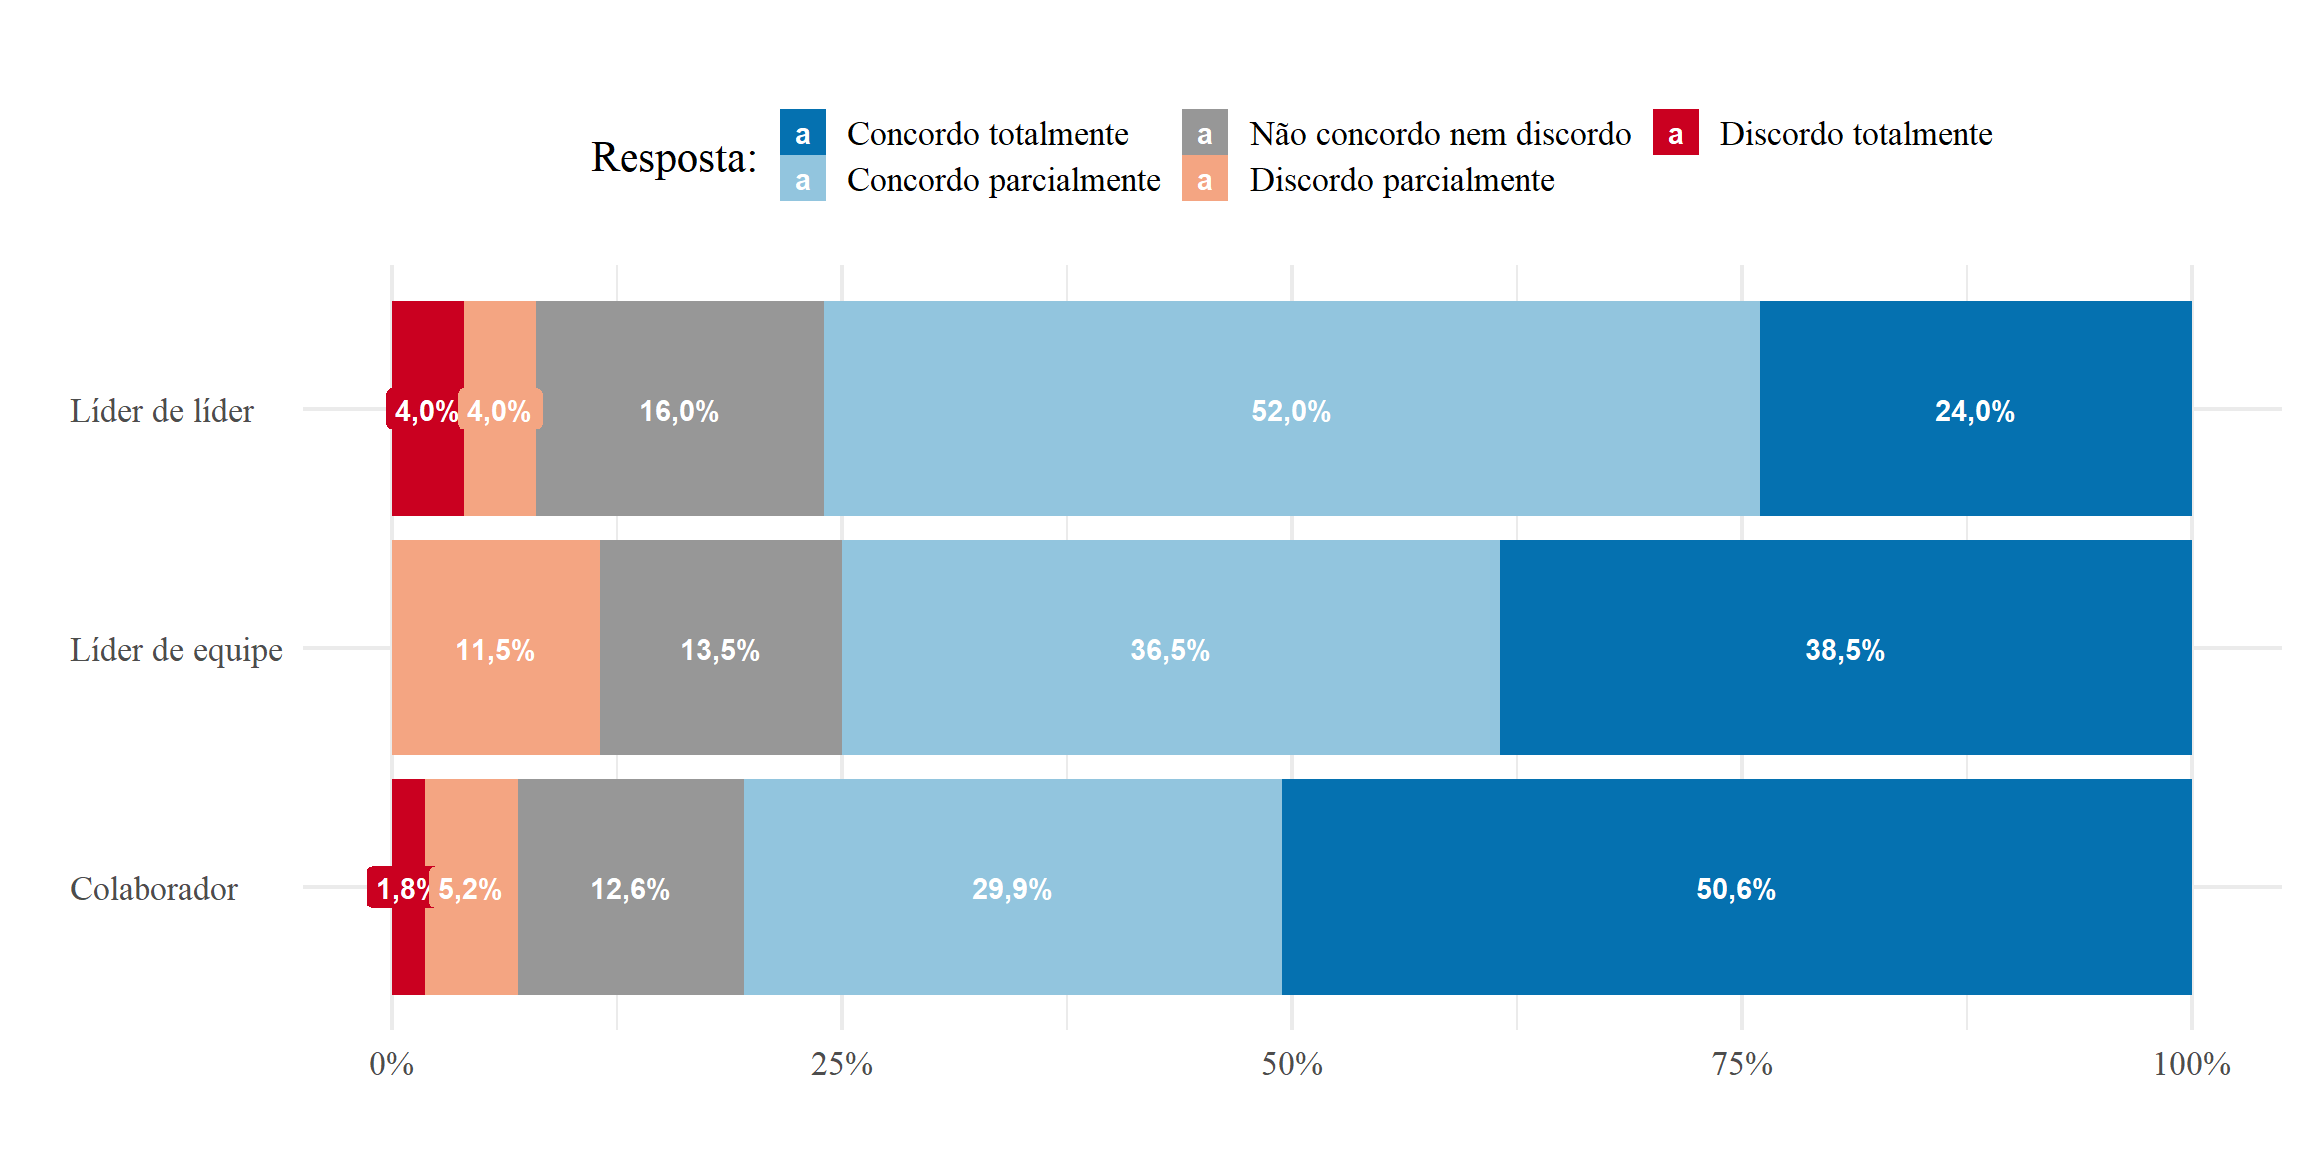 Resposta:
a Concordo totalmente a Não concordo nem discordo a Discordo totalmente
a Concordo parcialmente a Discordo parcialmente
Líder de líder 4,0% 4,0% 16,0% 52,0% 24,0%
Líder de equipe 11,5% 13,5% 36,5% 38,5%
Colaborador 1,8% 5,2% 12,6% 29,9% 50,6%
0% 25% 50% 75% 100%